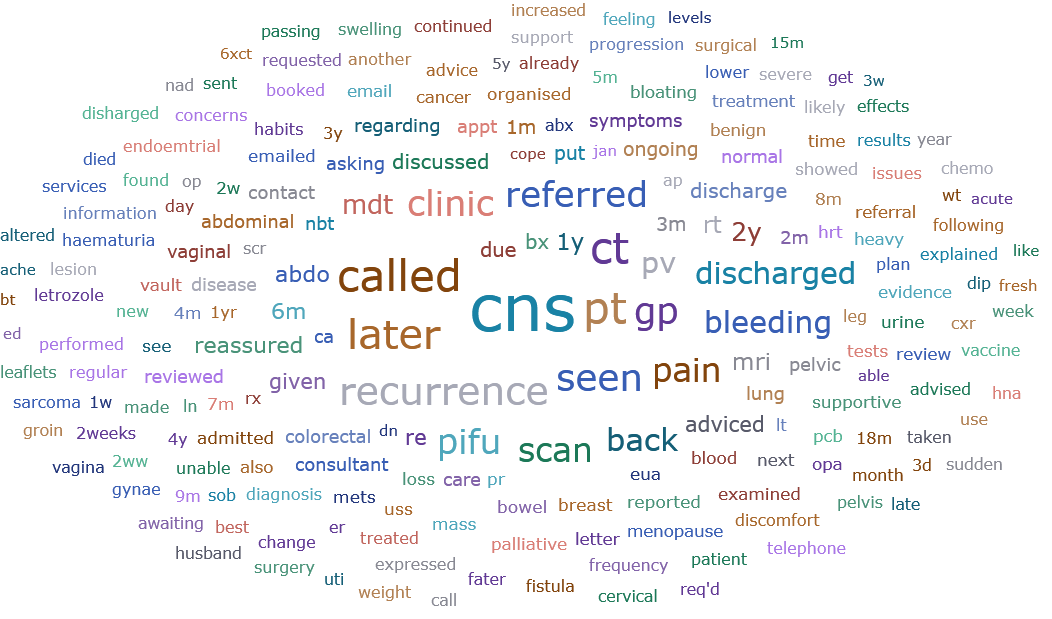 increased
feeling levels
passing swelling continued
support
progression surgical 15m
6xct requested another
advice 5y already
lower severe get 3w
nad sent booked email cancer organised 5m bloating
treatment likely effects
disharged concerns
habits 3y regarding appt 1m abx symptoms benign
time results year
endoemtrial
died emailed asking discussed cope put jan ongoing normal
showed issues chemo
services found op 2w contact
mdt clinic referred ap discharge 8m wt acute
information day
abdominal nbt
3m rt 2y 2m hrt referral following
altered haematuria vaginal scr
due bx 1y ct heavy explained like
ache lesion
vault disease abdo called pv discharged plan evidence dip fresh
bt letrozole
new 4m 1yr 6m cns pt gp bleeding leg urine cxr week
ed performed see reassured ca later
leaflets regular reviewed given recurrence seen pain mri pelvic tests review vaccine
able
sarcoma 1w made ln 7m rx lung supportive advised hna
groin 2weeks 4y admitted colorectal dn re pifu scan back adviced lt pcb 18m taken use
vagina 2ww unable also consultant
loss care pr eua blood next opa month 3d sudden
gynae 9m sob diagnosis mets uss bowel breast reported examined pelvis late
awaiting best er treated mass palliative letter menopause discomfort
husband change expressed frequency patient telephone
surgery uti weight call fater fistula cervical req'd